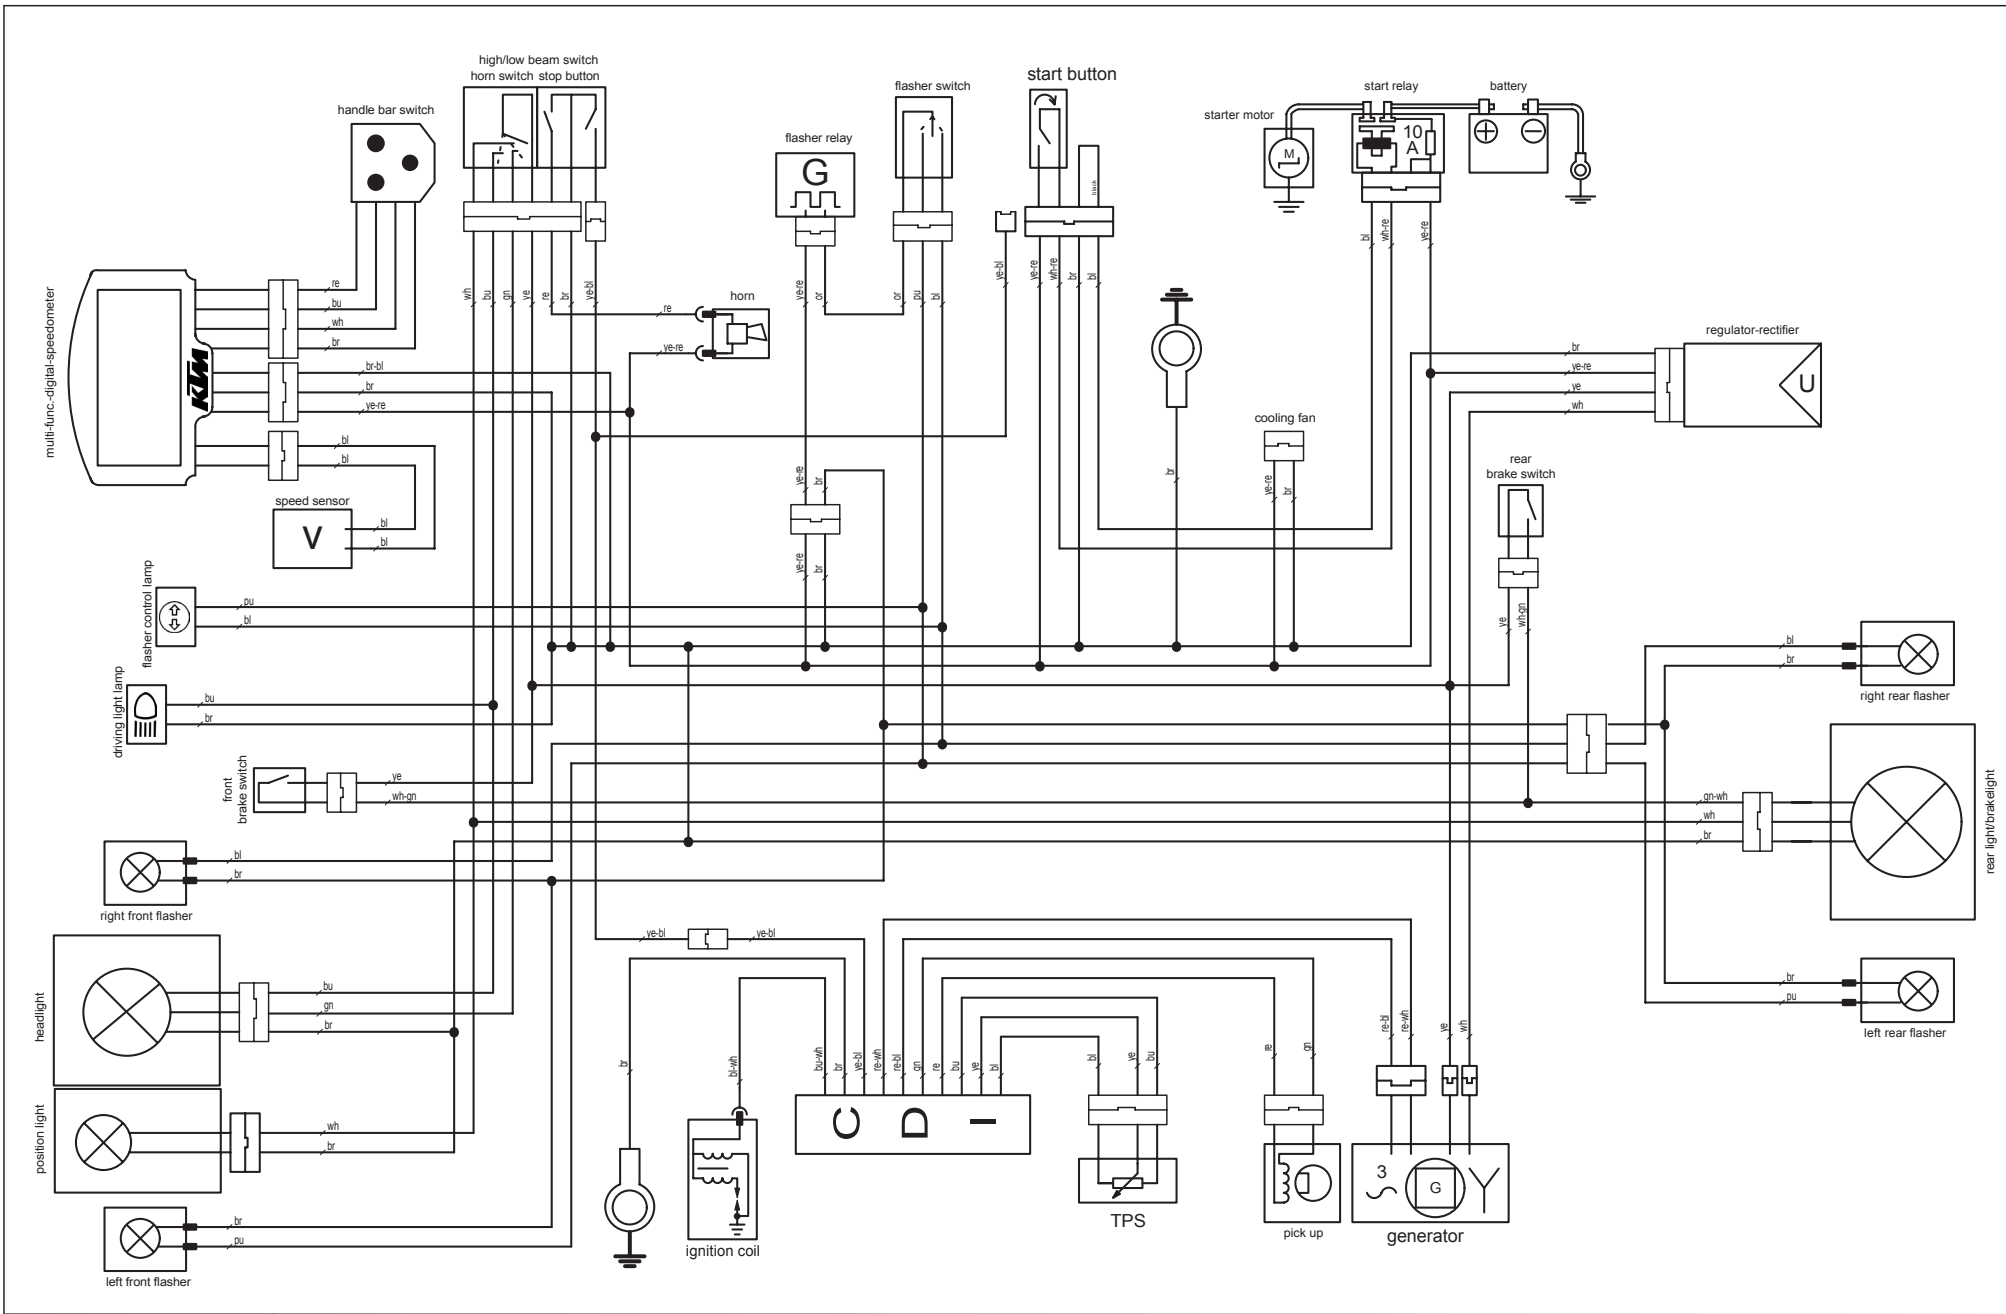 high/low beam switch
horn switch stop button
handle bar switch
flasher relay
G
flasher switch
start button
black
starter motor
M
start relay
10
A
battery
wh
bu
gn
ye
re
br
ye-bl
ye-re
or
or
pu
bl
ye-bl
ye-re
wh-re
br
bl
bl
wh-re
ye-re
multi-func.-digital-speedometer
KTM
re
bu
wh
br
br-bl
br
ye-re
bl
bl
speed sensor
V
bl
bl
horn
re
ye-re
ye-re
br
ye-re
br
br
cooling fan
ye-re
br
regulator-rectifier
br
ye-re
ye
wh
U
rear
brake switch
ye
wh-gn
flasher control lamp
pu
bl
driving light lamp
bu
br
front
brake switch
ye
wh-gn
bl
br
right rear flasher
gn-wh
wh
br
rear light/brakelight
right front flasher
bl
br
headlight
bu
gn
br
position light
wh
br
left front flasher
br
pu
ye-bl
ye-bl
br
bl-wh
ignition coil
bu-wh
br
ye-bl
re-wh
re-bl
gn
re
bu
ye
bl
C D I
bl
ye
bu
TPS
re
gn
pick up
re-bl
re-wh
ye
wh
3
G
generator
br
pu
left rear flasher